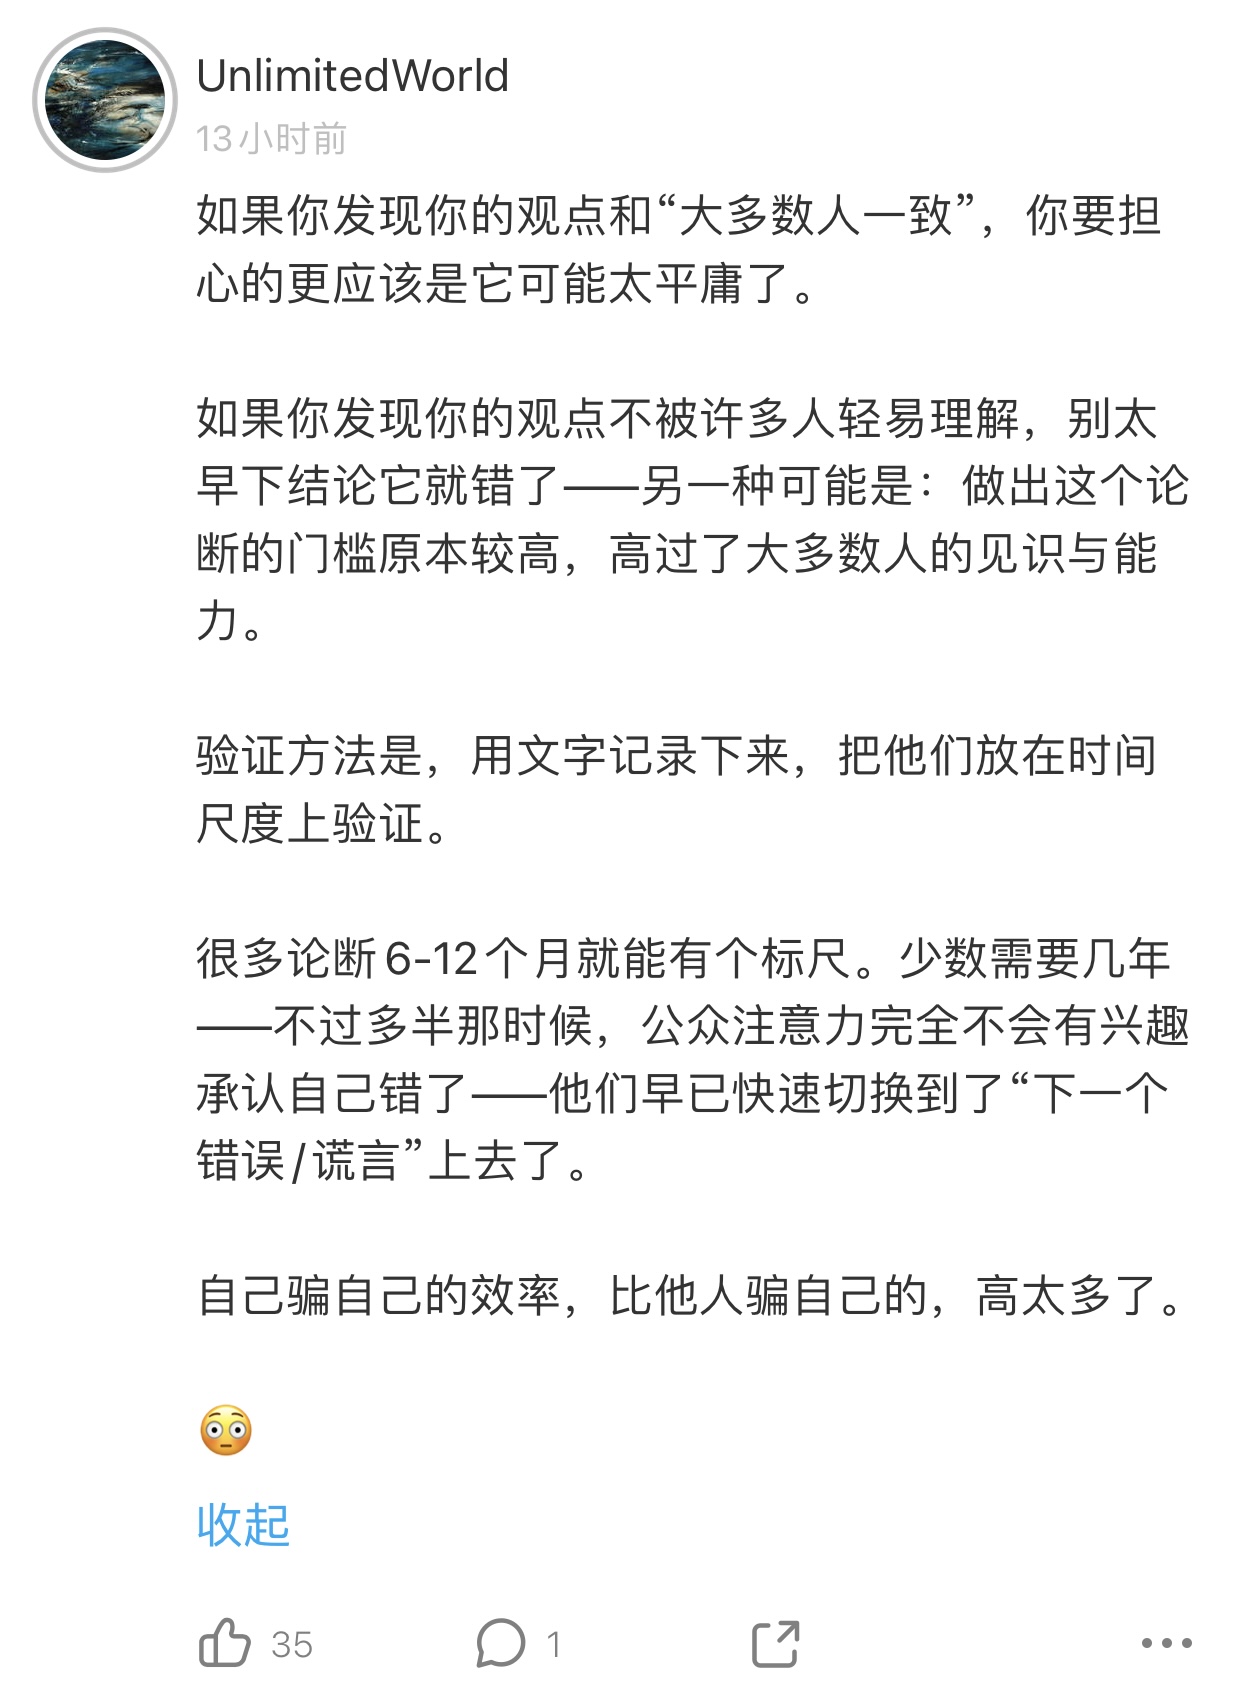 UnlimitedWorld
13小时前
如果你发现你的观点和“大多数人一致”，你要担
心的更应该是它可能太平庸了。
如果你发现你的观点不被许多人轻易理解，别太
早下结论它就错了——另一种可能是：做出这个论
断的门槛原本较高，高过了大多数人的见识与能
力。
验证方法是，用文字记录下来，把他们放在时间
尺度上验证。
很多论断6-12个月就能有个标尺。少数需要几年
——不过多半那时候，公众注意力完全不会有兴趣
承认自己错了——他们早已快速切换到了“下一个
错误/谎言”上去了。
自己骗自己的效率，比他人骗自己的，高太多了。
😳
收起
35 1